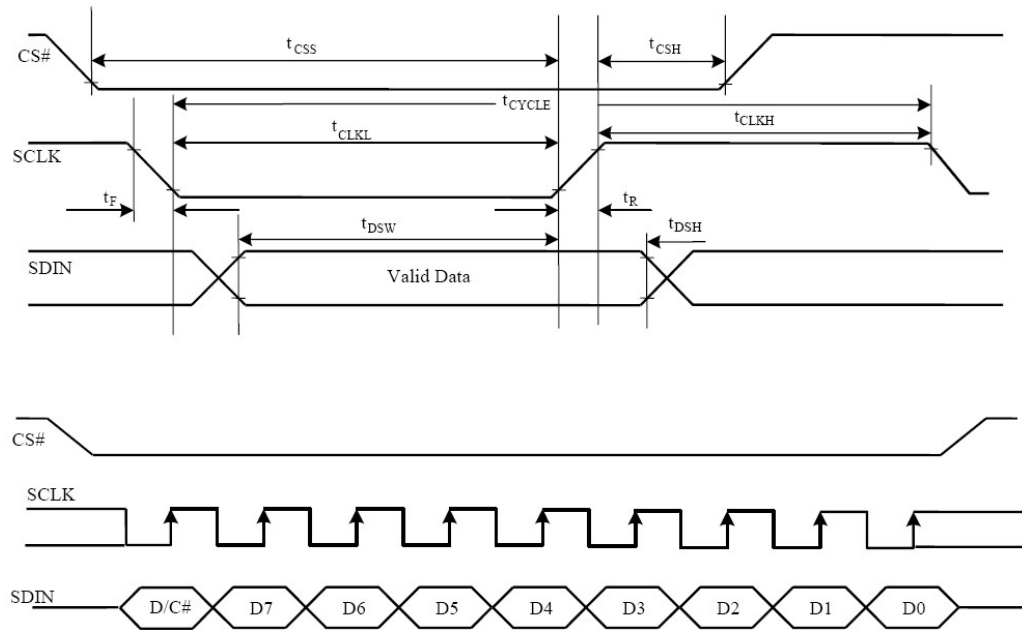 CS#
tCSS
tCSH
tCYCLE
tCLKL
tCLKH
SCLK
tF
tR
tDSW
tDSH
SDIN
Valid Data
CS#
SCLK
SDIN
D/C# D7 D6 D5 D4 D3 D2 D1 D0